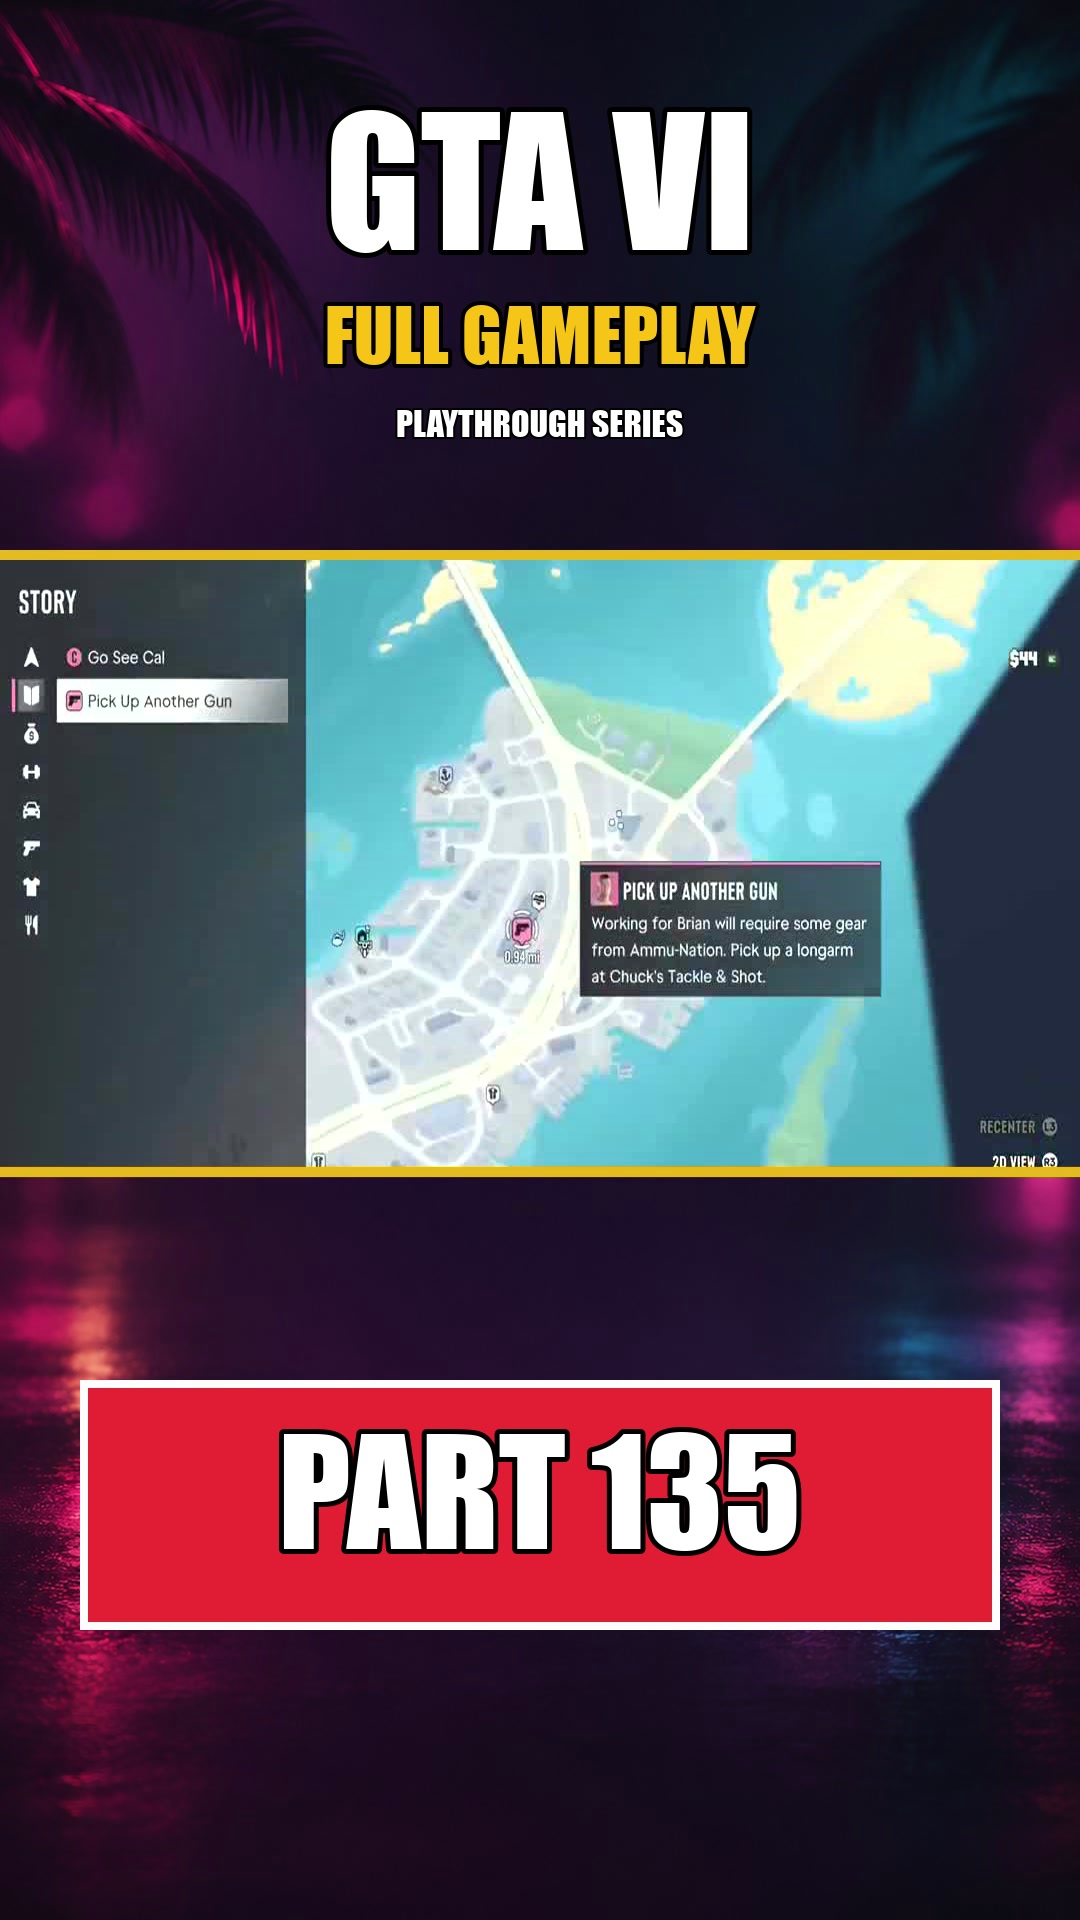 GTA VI
FULL GAMEPLAY
PLAYTHROUGH SERIES
STORY
Go See Cal
Pick Up Another Gun
$44
0.94 mi
PICK UP ANOTHER GUN
Working for Brian will require some gear
from Ammu-Nation. Pick up a longarm
at Chuck's Tackle & Shot.
RECENTER L3
2D VIEW R3
PART 135